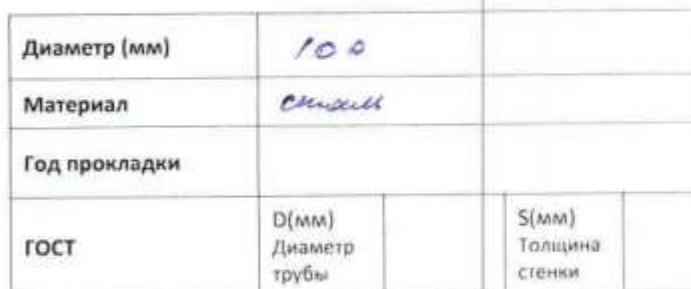 Диаметр (мм) 100
Материал сталь
Год прокладки
ГОСТ
D(мм)
Диаметр
трубы
S(мм)
Толщина
стенки